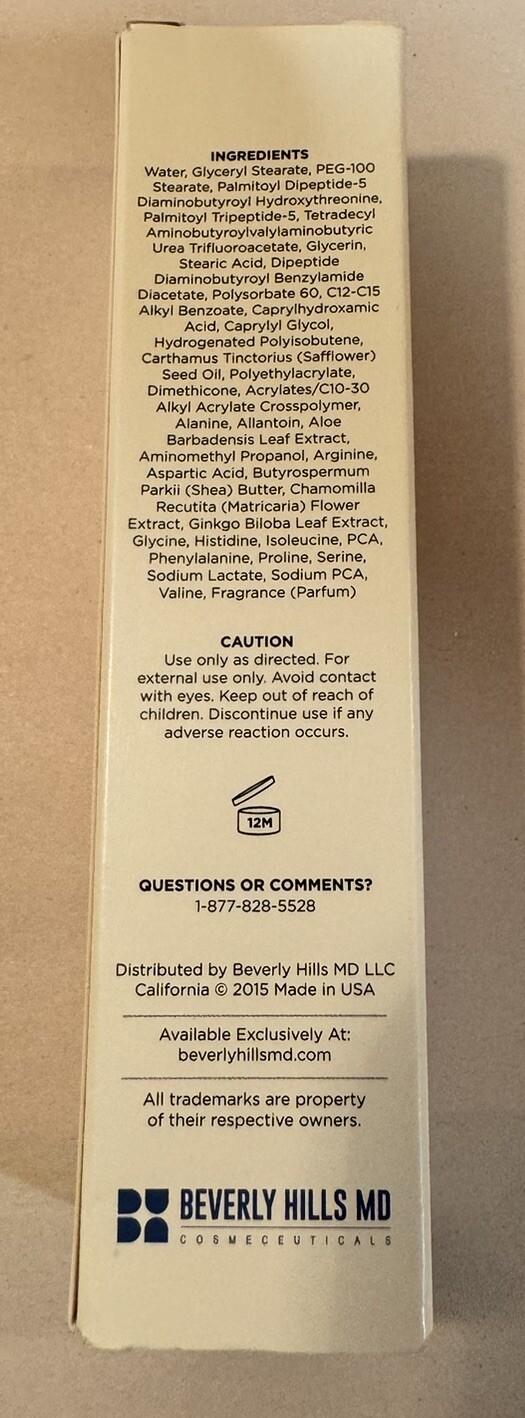 INGREDIENTS
Water, Glyceryl Stearate, PEG-100
Stearate, Palmitoyl Dipeptide-5
Diaminobutyroyl Hydroxythreonine,
Palmitoyl Tripeptide-5, Tetradecyl
Aminobutyroylvalylaminobutyric
Urea Trifluoroacetate, Glycerin,
Stearic Acid, Dipeptide
Diaminobutyroyl Benzylamide
Diacetate, Polysorbate 60, C12-C15
Alkyl Benzoate, Caprylhydroxamic
Acid, Caprylyl Glycol,
Hydrogenated Polyisobutene,
Carthamus Tinctorius (Safflower)
Seed Oil, Polyethylacrylate,
Dimethicone, Acrylates/C10-30
Alkyl Acrylate Crosspolymer,
Alanine, Allantoin, Aloe
Barbadensis Leaf Extract,
Aminomethyl Propanol, Arginine,
Aspartic Acid, Butyrospermum
Parkii (Shea) Butter, Chamomilla
Recutita (Matricaria) Flower
Extract, Ginkgo Biloba Leaf Extract,
Glycine, Histidine, Isoleucine, PCA,
Phenylalanine, Proline, Serine,
Sodium Lactate, Sodium PCA,
Valine, Fragrance (Parfum)
CAUTION
Use only as directed. For
external use only. Avoid contact
with eyes. Keep out of reach of
children. Discontinue use if any
adverse reaction occurs.
12M
QUESTIONS OR COMMENTS?
1-877-828-5528
Distributed by Beverly Hills MD LLC
California © 2015 Made in USA
Available Exclusively At:
beverlyhillsmd.com
All trademarks are property
of their respective owners.
BEVERLY HILLS MD
COSMECEUTICALS